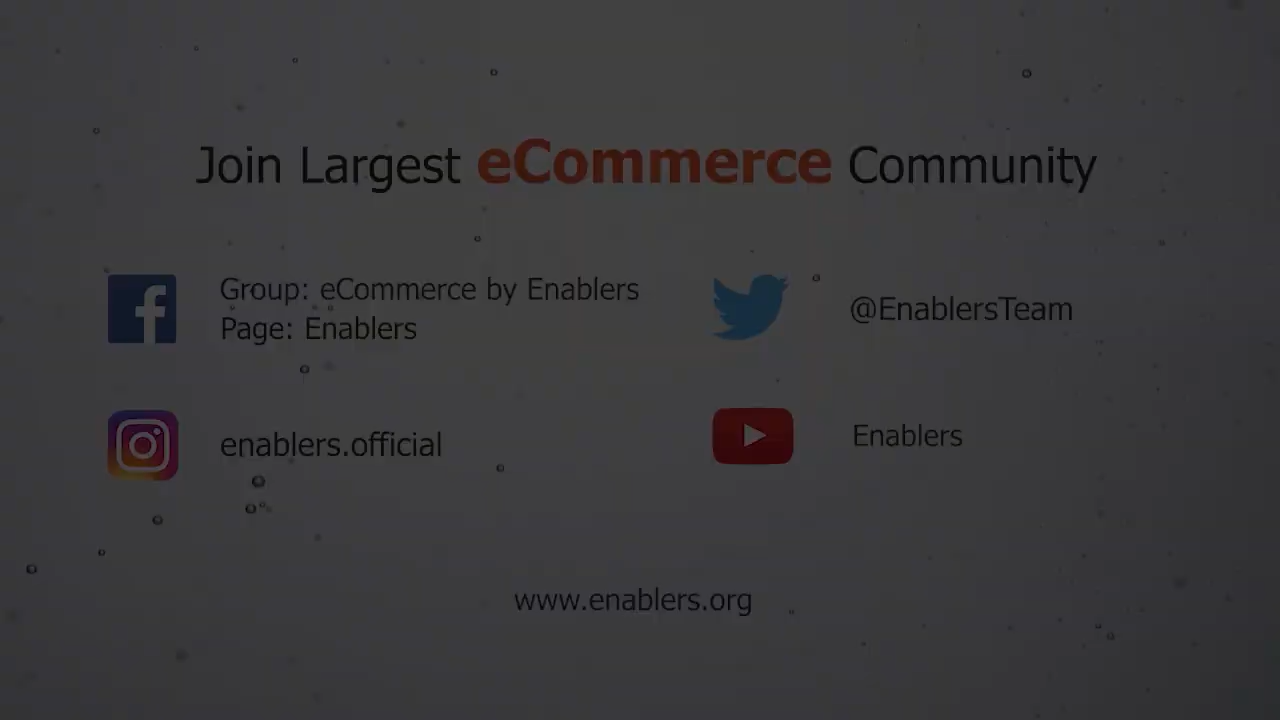 Join Largest eCommerce Community
Group: eCommerce by Enablers
Page: Enablers
@EnablersTeam
enablers.official
Enablers
www.enablers.org